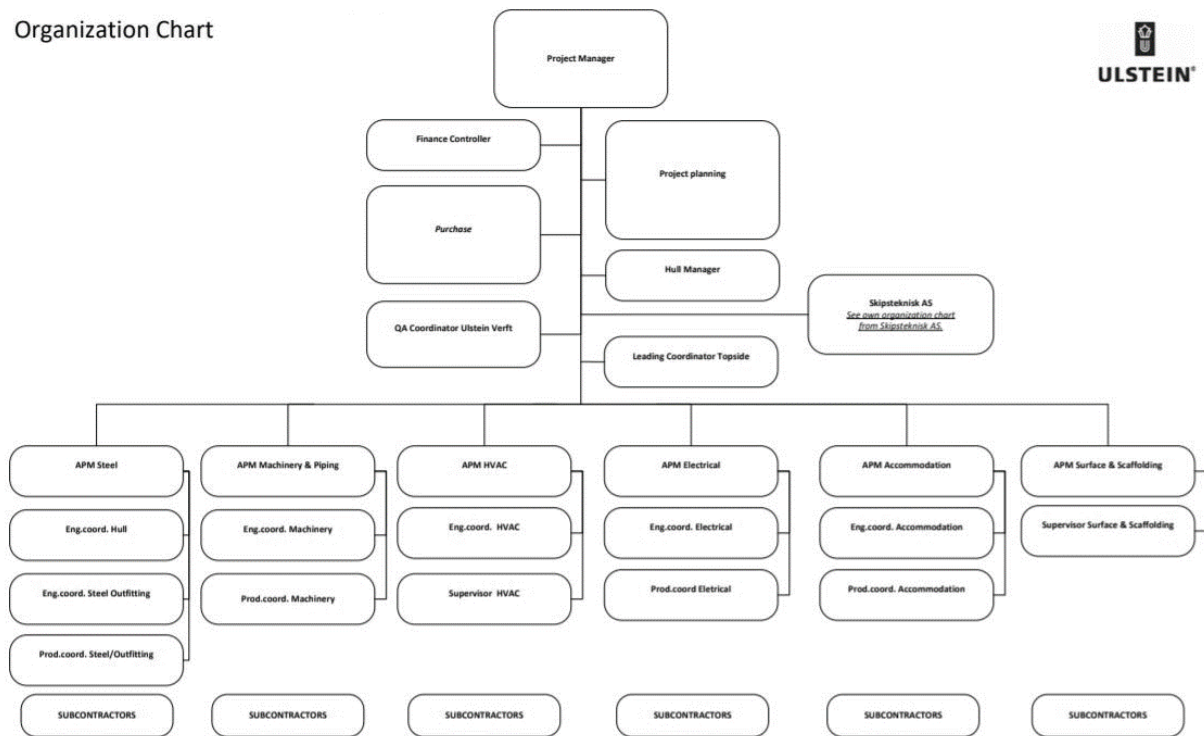 Organization Chart
Project Manager
ULSTEIN®
Finance Controller
Project planning
Purchase
Hull Manager
Skipsteknisk AS
See own organization chart
from Skipsteknisk AS.
QA Coordinator Ulstein Verft
Leading Coordinator Topside
APM Steel
APM Machinery & Piping
APM HVAC
APM Electrical
APM Accommodation
APM Surface & Scaffolding
Eng.coord. Hull
Eng.coord. Machinery
Eng.coord. HVAC
Eng.coord. Electrical
Eng.coord. Accommodation
Supervisor Surface & Scaffolding
Eng.coord. Steel Outfitting
Prod.coord. Machinery
Supervisor HVAC
Prod.coord Eletrical
Prod.coord. Accommodation
Prod.coord. Steel/Outfitting
SUBCONTRACTORS
SUBCONTRACTORS
SUBCONTRACTORS
SUBCONTRACTORS
SUBCONTRACTORS
SUBCONTRACTORS